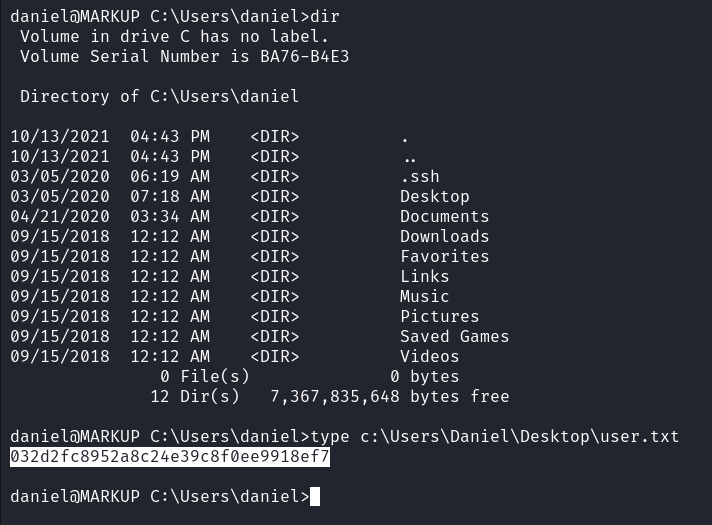 daniel@MARKUP C:\Users\daniel>dir
 Volume in drive C has no label.
 Volume Serial Number is BA76-B4E3

 Directory of C:\Users\daniel

10/13/2021  04:43 PM    <DIR>          .
10/13/2021  04:43 PM    <DIR>          ..
03/05/2020  06:19 AM    <DIR>          .ssh
03/05/2020  07:18 AM    <DIR>          Desktop
04/21/2020  03:34 AM    <DIR>          Documents
09/15/2018  12:12 AM    <DIR>          Downloads
09/15/2018  12:12 AM    <DIR>          Favorites
09/15/2018  12:12 AM    <DIR>          Links
09/15/2018  12:12 AM    <DIR>          Music
09/15/2018  12:12 AM    <DIR>          Pictures
09/15/2018  12:12 AM    <DIR>          Saved Games
09/15/2018  12:12 AM    <DIR>          Videos
               0 File(s)              0 bytes
              12 Dir(s)   7,367,835,648 bytes free

daniel@MARKUP C:\Users\daniel>type c:\Users\Daniel\Desktop\user.txt
032d2fc8952a8c24e39c8f0ee9918ef7

daniel@MARKUP C:\Users\daniel>